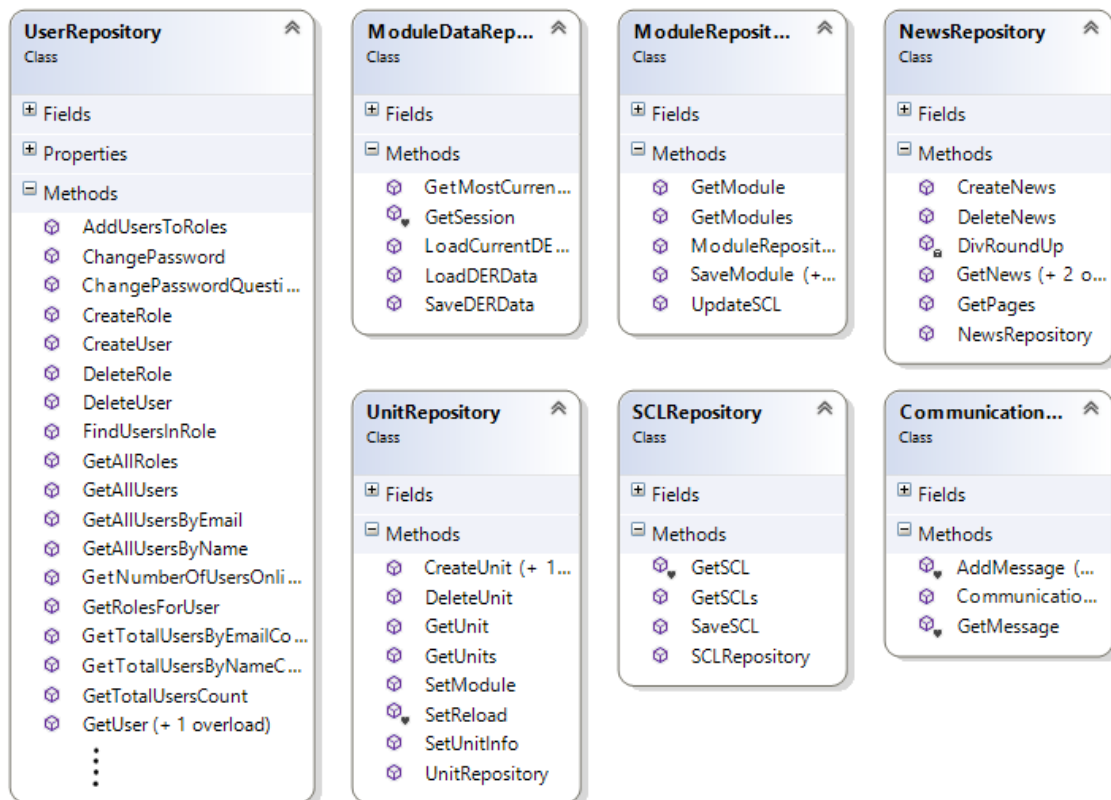 UserRepository
Class
Fields
Properties
Methods
AddUsersToRoles
ChangePassword
ChangePasswordQuesti...
CreateRole
CreateUser
DeleteRole
DeleteUser
FindUsersInRole
GetAllRoles
GetAllUsers
GetAllUsersByEmail
GetAllUsersByName
GetNumberOfUsersOnli...
GetRolesForUser
GetTotalUsersByEmailCo...
GetTotalUsersByNameC...
GetTotalUsersCount
GetUser (+ 1 overload)
ModuleDataRep...
Class
Fields
Methods
GetMostCurren...
GetSession
LoadCurrentDE...
LoadDERData
SaveDERData
ModuleReposit...
Class
Fields
Methods
GetModule
GetModules
ModuleReposit...
SaveModule (+...
UpdateSCL
NewsRepository
Class
Fields
Methods
CreateNews
DeleteNews
DivRoundUp
GetNews (+ 2 o...
GetPages
NewsRepository
UnitRepository
Class
Fields
Methods
CreateUnit (+ 1...
DeleteUnit
GetUnit
GetUnits
SetModule
SetReload
SetUnitInfo
UnitRepository
SCLRepository
Class
Fields
Methods
GetSCL
GetSCLs
SaveSCL
SCLRepository
Communication...
Class
Fields
Methods
AddMessage (...
Communicatio...
GetMessage